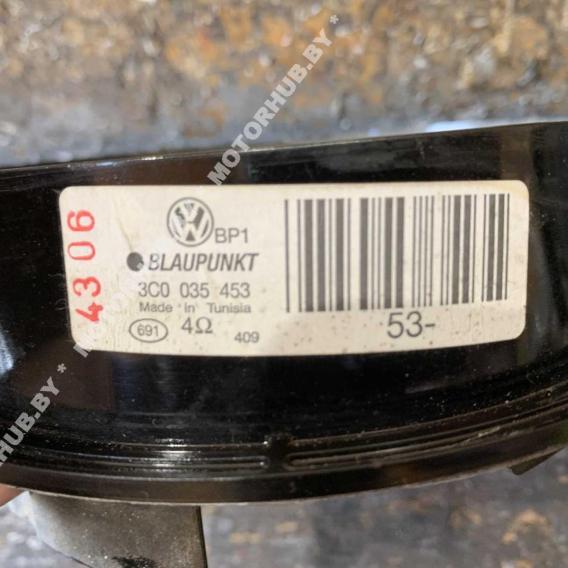 4306
BP1
BLAUPUNKT
3C0 035 453
Made in Tunisia
691 4Ω 409
53-
MOTORHUB.BY *